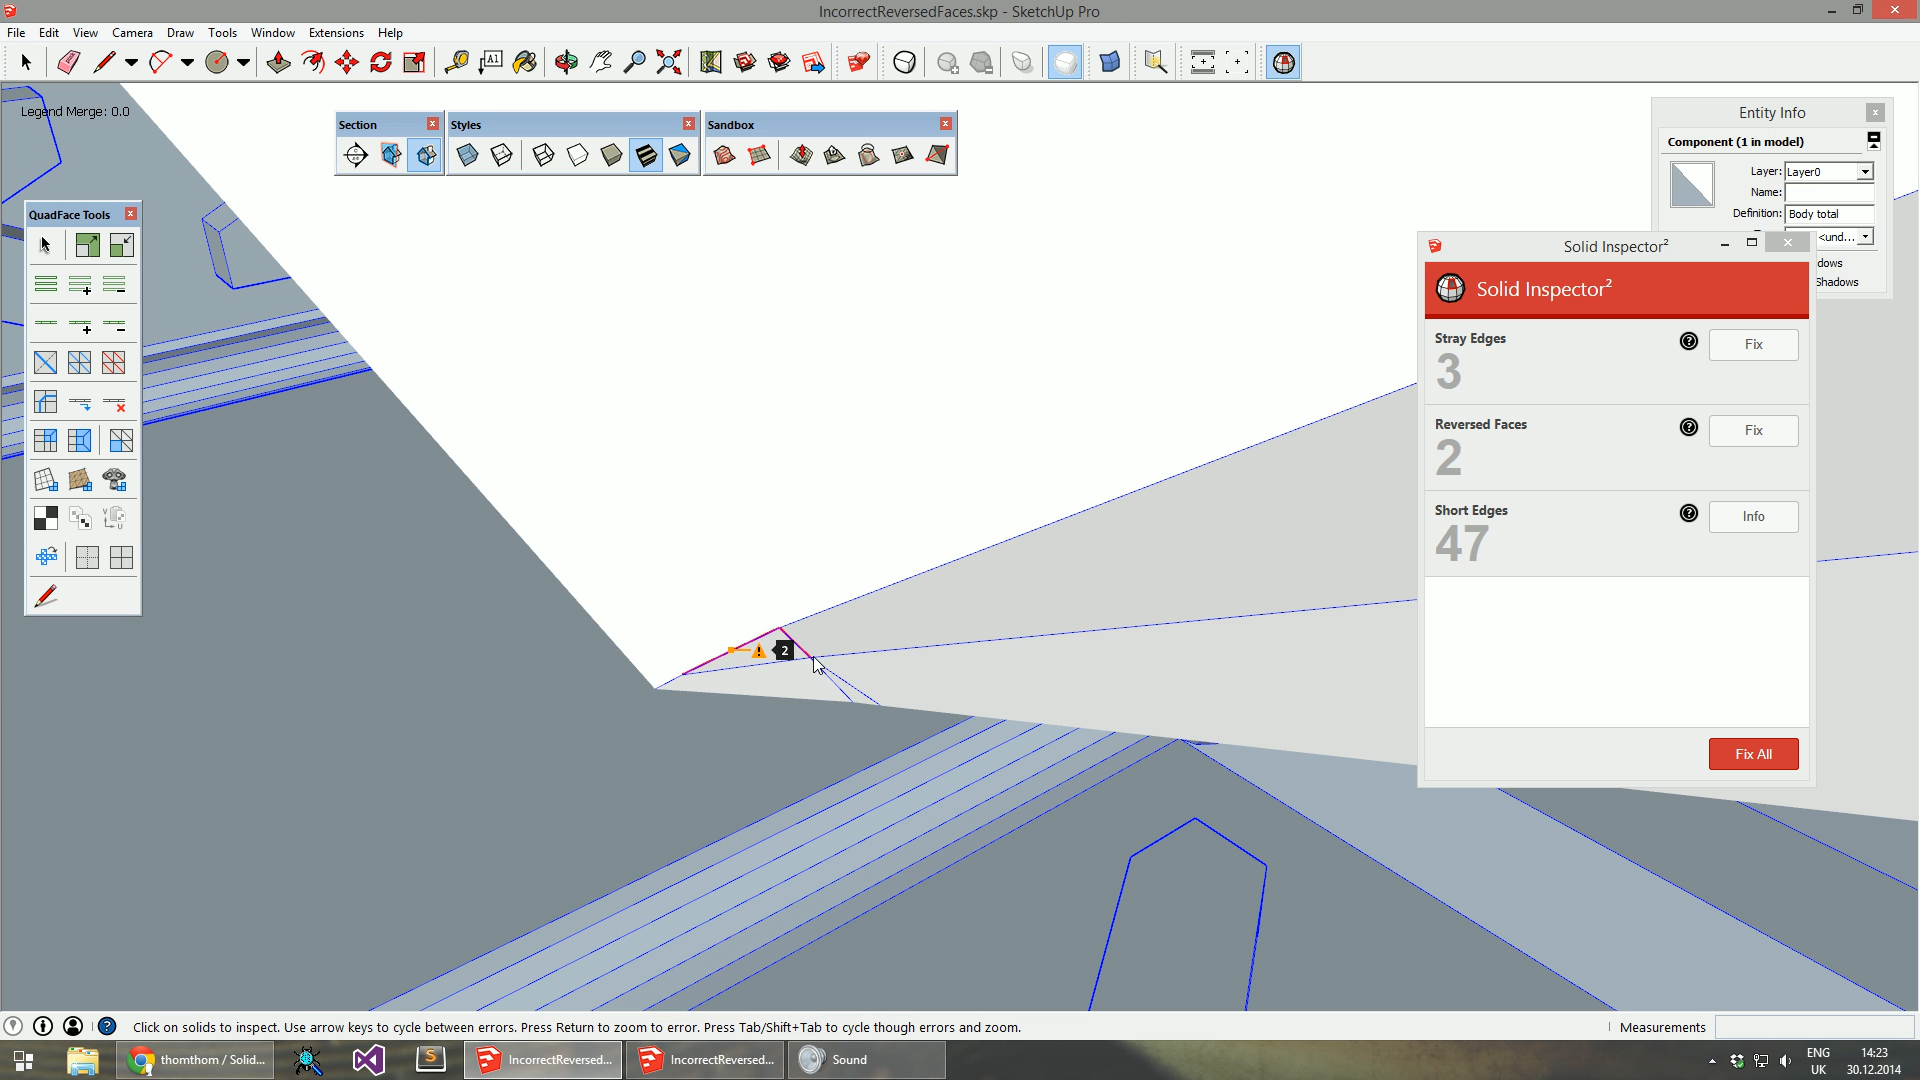 IncorrectReversedFaces.skp - SketchUp Pro
File Edit View Camera Draw Tools Window Extensions Help
A1
Legend Merge: 0.0
Section
Styles
Sandbox
QuadFace Tools
Entity Info
Component (1 in model)
Layer: Layer0
Name:
Definition: Body total
<und...
dows
Shadows
Solid Inspector²
Solid Inspector²
Stray Edges
3
Fix
Reversed Faces
2
Fix
Short Edges
47
Info
Fix All
2
Click on solids to inspect. Use arrow keys to cycle between errors. Press Return to zoom to error. Press Tab/Shift+Tab to cycle though errors and zoom.
Measurements
thomthom / Solid...
IncorrectReversed...
IncorrectReversed...
Sound
ENG
UK
14:23
30.12.2014